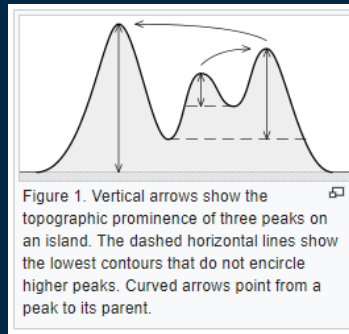 Figure 1. Vertical arrows show the
topographic prominence of three peaks on
an island. The dashed horizontal lines show
the lowest contours that do not encircle
higher peaks. Curved arrows point from a
peak to its parent.